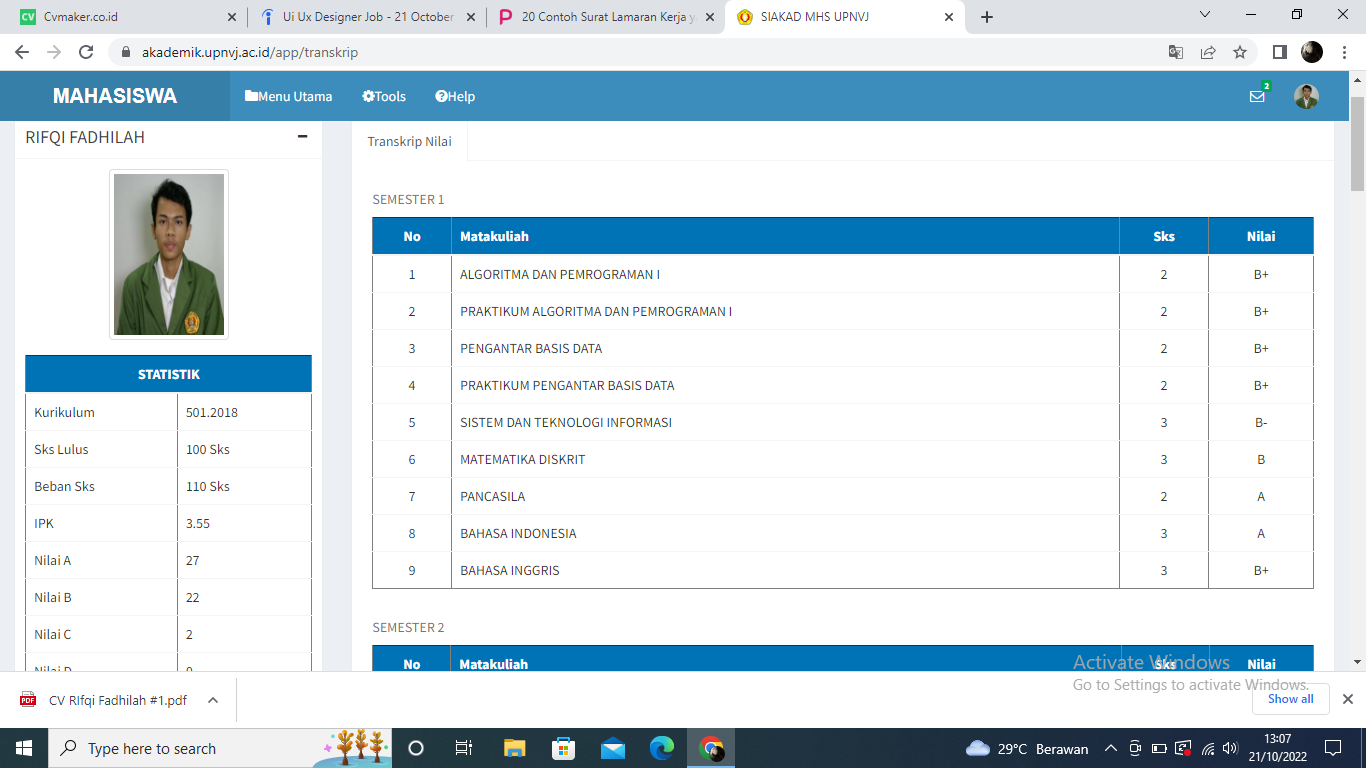 Cvmaker.co.id
Ui Ux Designer Job - 21 October
20 Contoh Surat Lamaran Kerja y
SIAKAD MHS UPNVJ
akademik.upnvj.ac.id/app/transkrip
MAHASISWA
Menu Utama
Tools
Help
2
RIFQI FADHILAH
STATISTIK
Kurikulum 501.2018
Sks Lulus 100 Sks
Beban Sks 110 Sks
IPK 3.55
Nilai A 27
Nilai B 22
Nilai C 2
Nilai D 0
Transkrip Nilai
SEMESTER 1
No Matakuliah Sks Nilai
1 ALGORITMA DAN PEMROGRAMAN I 2 B+
2 PRAKTIKUM ALGORITMA DAN PEMROGRAMAN I 2 B+
3 PENGANTAR BASIS DATA 2 B+
4 PRAKTIKUM PENGANTAR BASIS DATA 2 B+
5 SISTEM DAN TEKNOLOGI INFORMASI 3 B-
6 MATEMATIKA DISKRIT 3 B
7 PANCASILA 2 A
8 BAHASA INDONESIA 3 A
9 BAHASA INGGRIS 3 B+
SEMESTER 2
No Matakuliah Sks Nilai
Activate Windows
Go to Settings to activate Windows.
CV RIfqi Fadhilah #1.pdf
Show all
Type here to search
29°C Berawan
13:07
21/10/2022